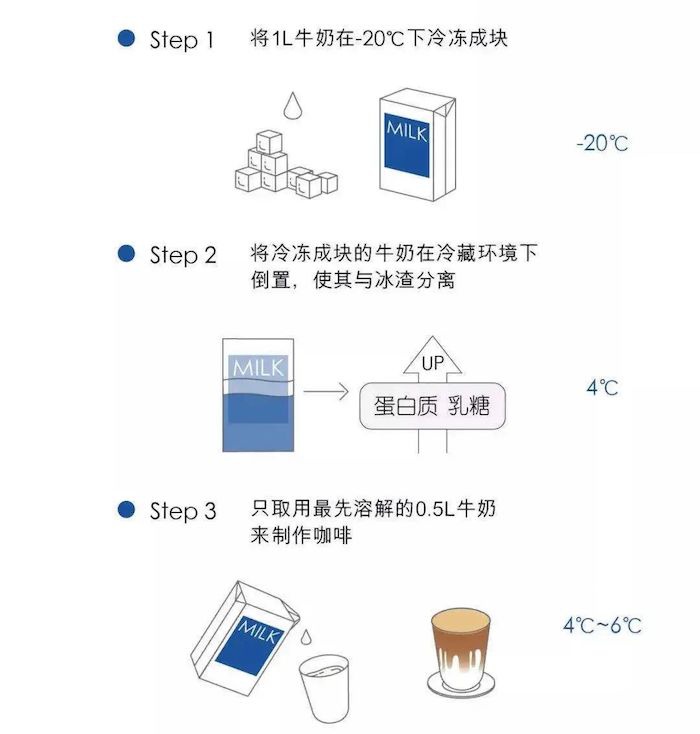 Step 1
将1L牛奶在-20℃下冷冻成块
MILK
-20℃
Step 2
将冷冻成块的牛奶在冷藏环境下
倒置，使其与冰渣分离
MILK
UP
蛋白质 乳糖
4℃
Step 3
只取用最先溶解的0.5L牛奶
来制作咖啡
MILK
4℃~6℃